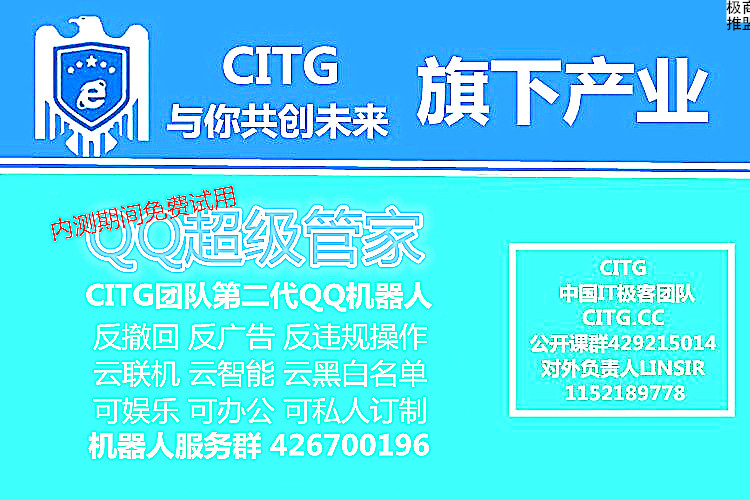 极商
推盟
CITG
与你共创未来
旗下产业
内测期间免费试用
QQ超级管家
CITG团队第二代QQ机器人
反撤回 反广告 反违规操作
云联机 云智能 云黑白名单
可娱乐 可办公 可私人订制
机器人服务群 426700196
CITG
中国IT极客团队
CITG.CC
公开课群429215014
对外负责人LINSIR
1152189778